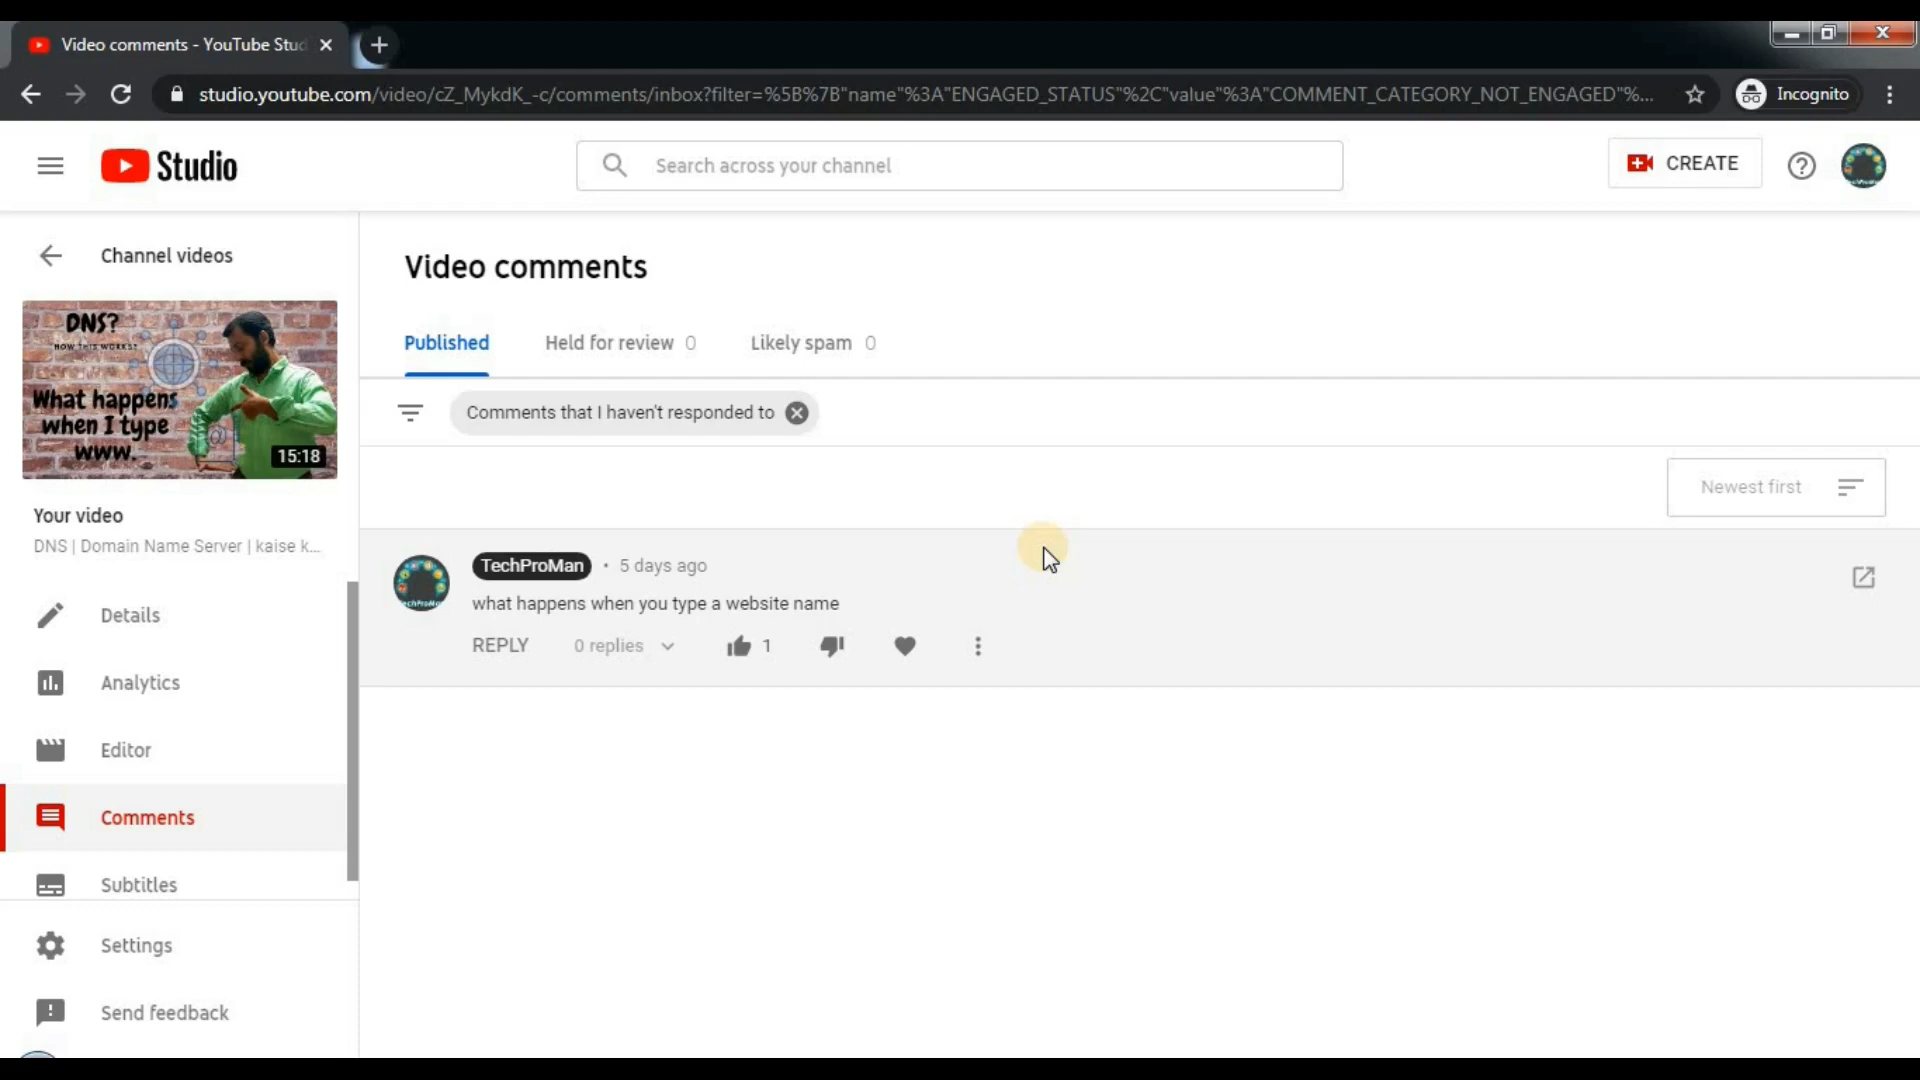 Video comments - YouTube Stud
studio.youtube.com/video/cZ_MykdK_-c/comments/inbox?filter=%5B%7B"name"%3A"ENGAGED_STATUS"%2C"value"%3A"COMMENT_CATEGORY_NOT_ENGAGED"%...
Incognito
Studio
Search across your channel
CREATE
Channel videos
DNS?
HOW THIS WORKS?
What happens
when I type
www.
15:18
Your video
DNS | Domain Name Server | kaise k...
Details
Analytics
Editor
Comments
Subtitles
Settings
Send feedback
Video comments
Published
Held for review 0
Likely spam 0
Comments that I haven't responded to
Newest first
TechProMan • 5 days ago
what happens when you type a website name
REPLY 0 replies 1